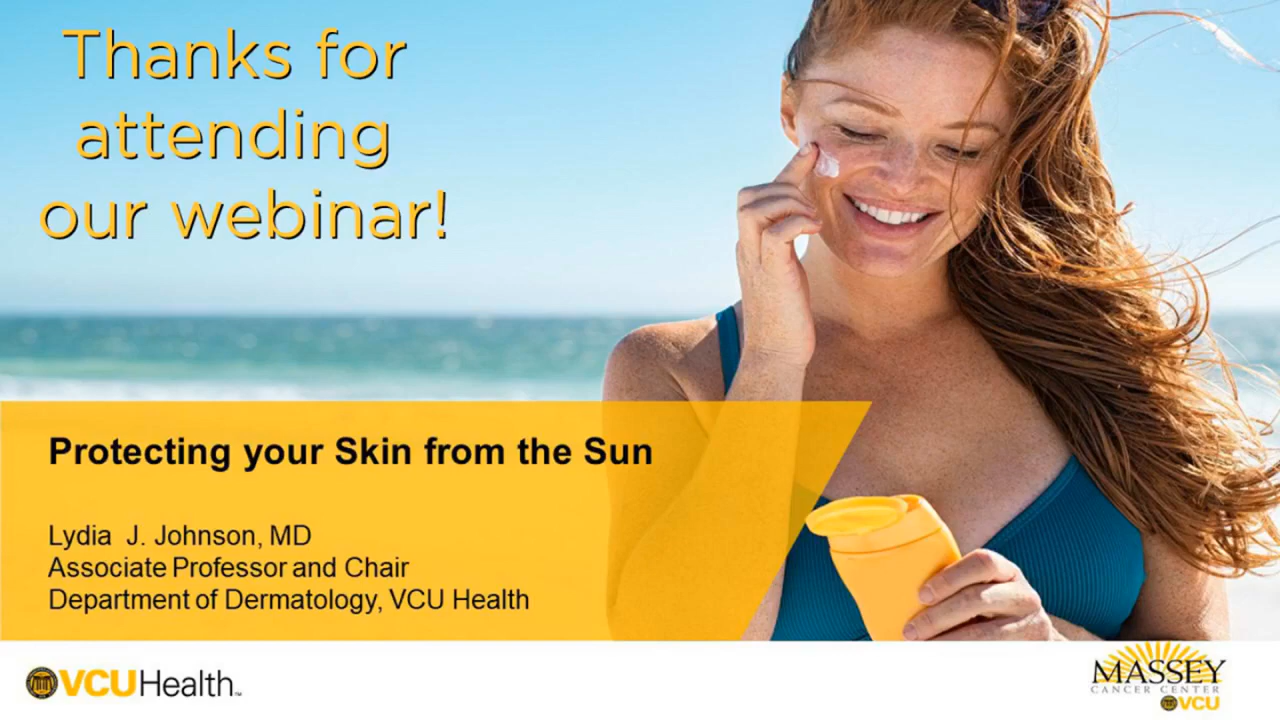 Thanks for
attending
our webinar!
Protecting your Skin from the Sun
Lydia J. Johnson, MD
Associate Professor and Chair
Department of Dermatology, VCU Health
VCUHealth™
MASSEY
CANCER CENTER
VCU